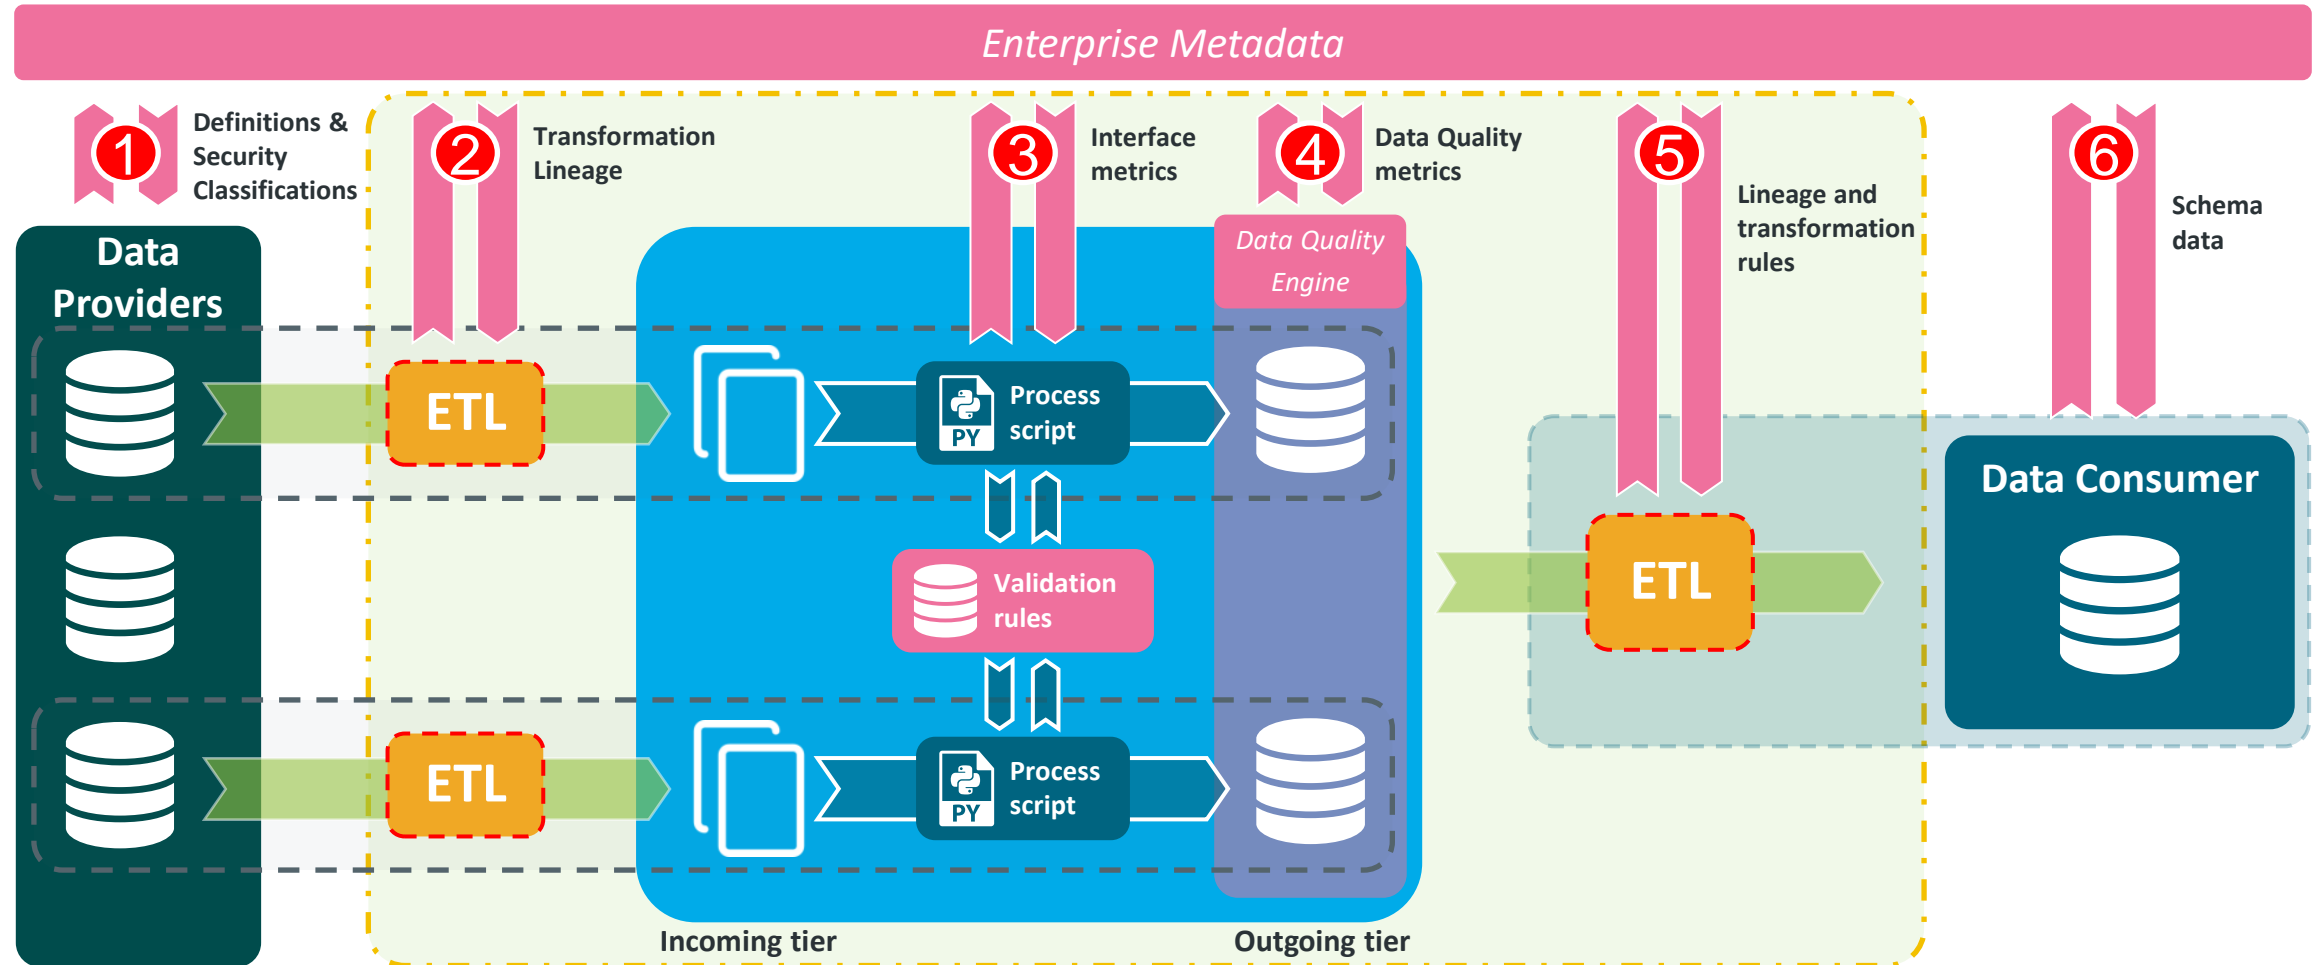 Enterprise Metadata
1
Definitions &
Security
Classifications
2
Transformation
Lineage
3
Interface
metrics
4
Data Quality
metrics
5
Lineage and
transformation
rules
6
Schema
data
Data
Providers
Data Quality
Engine
ETL
PY
Process
script
Data Consumer
Validation
rules
ETL
ETL
PY
Process
script
Incoming tier
Outgoing tier